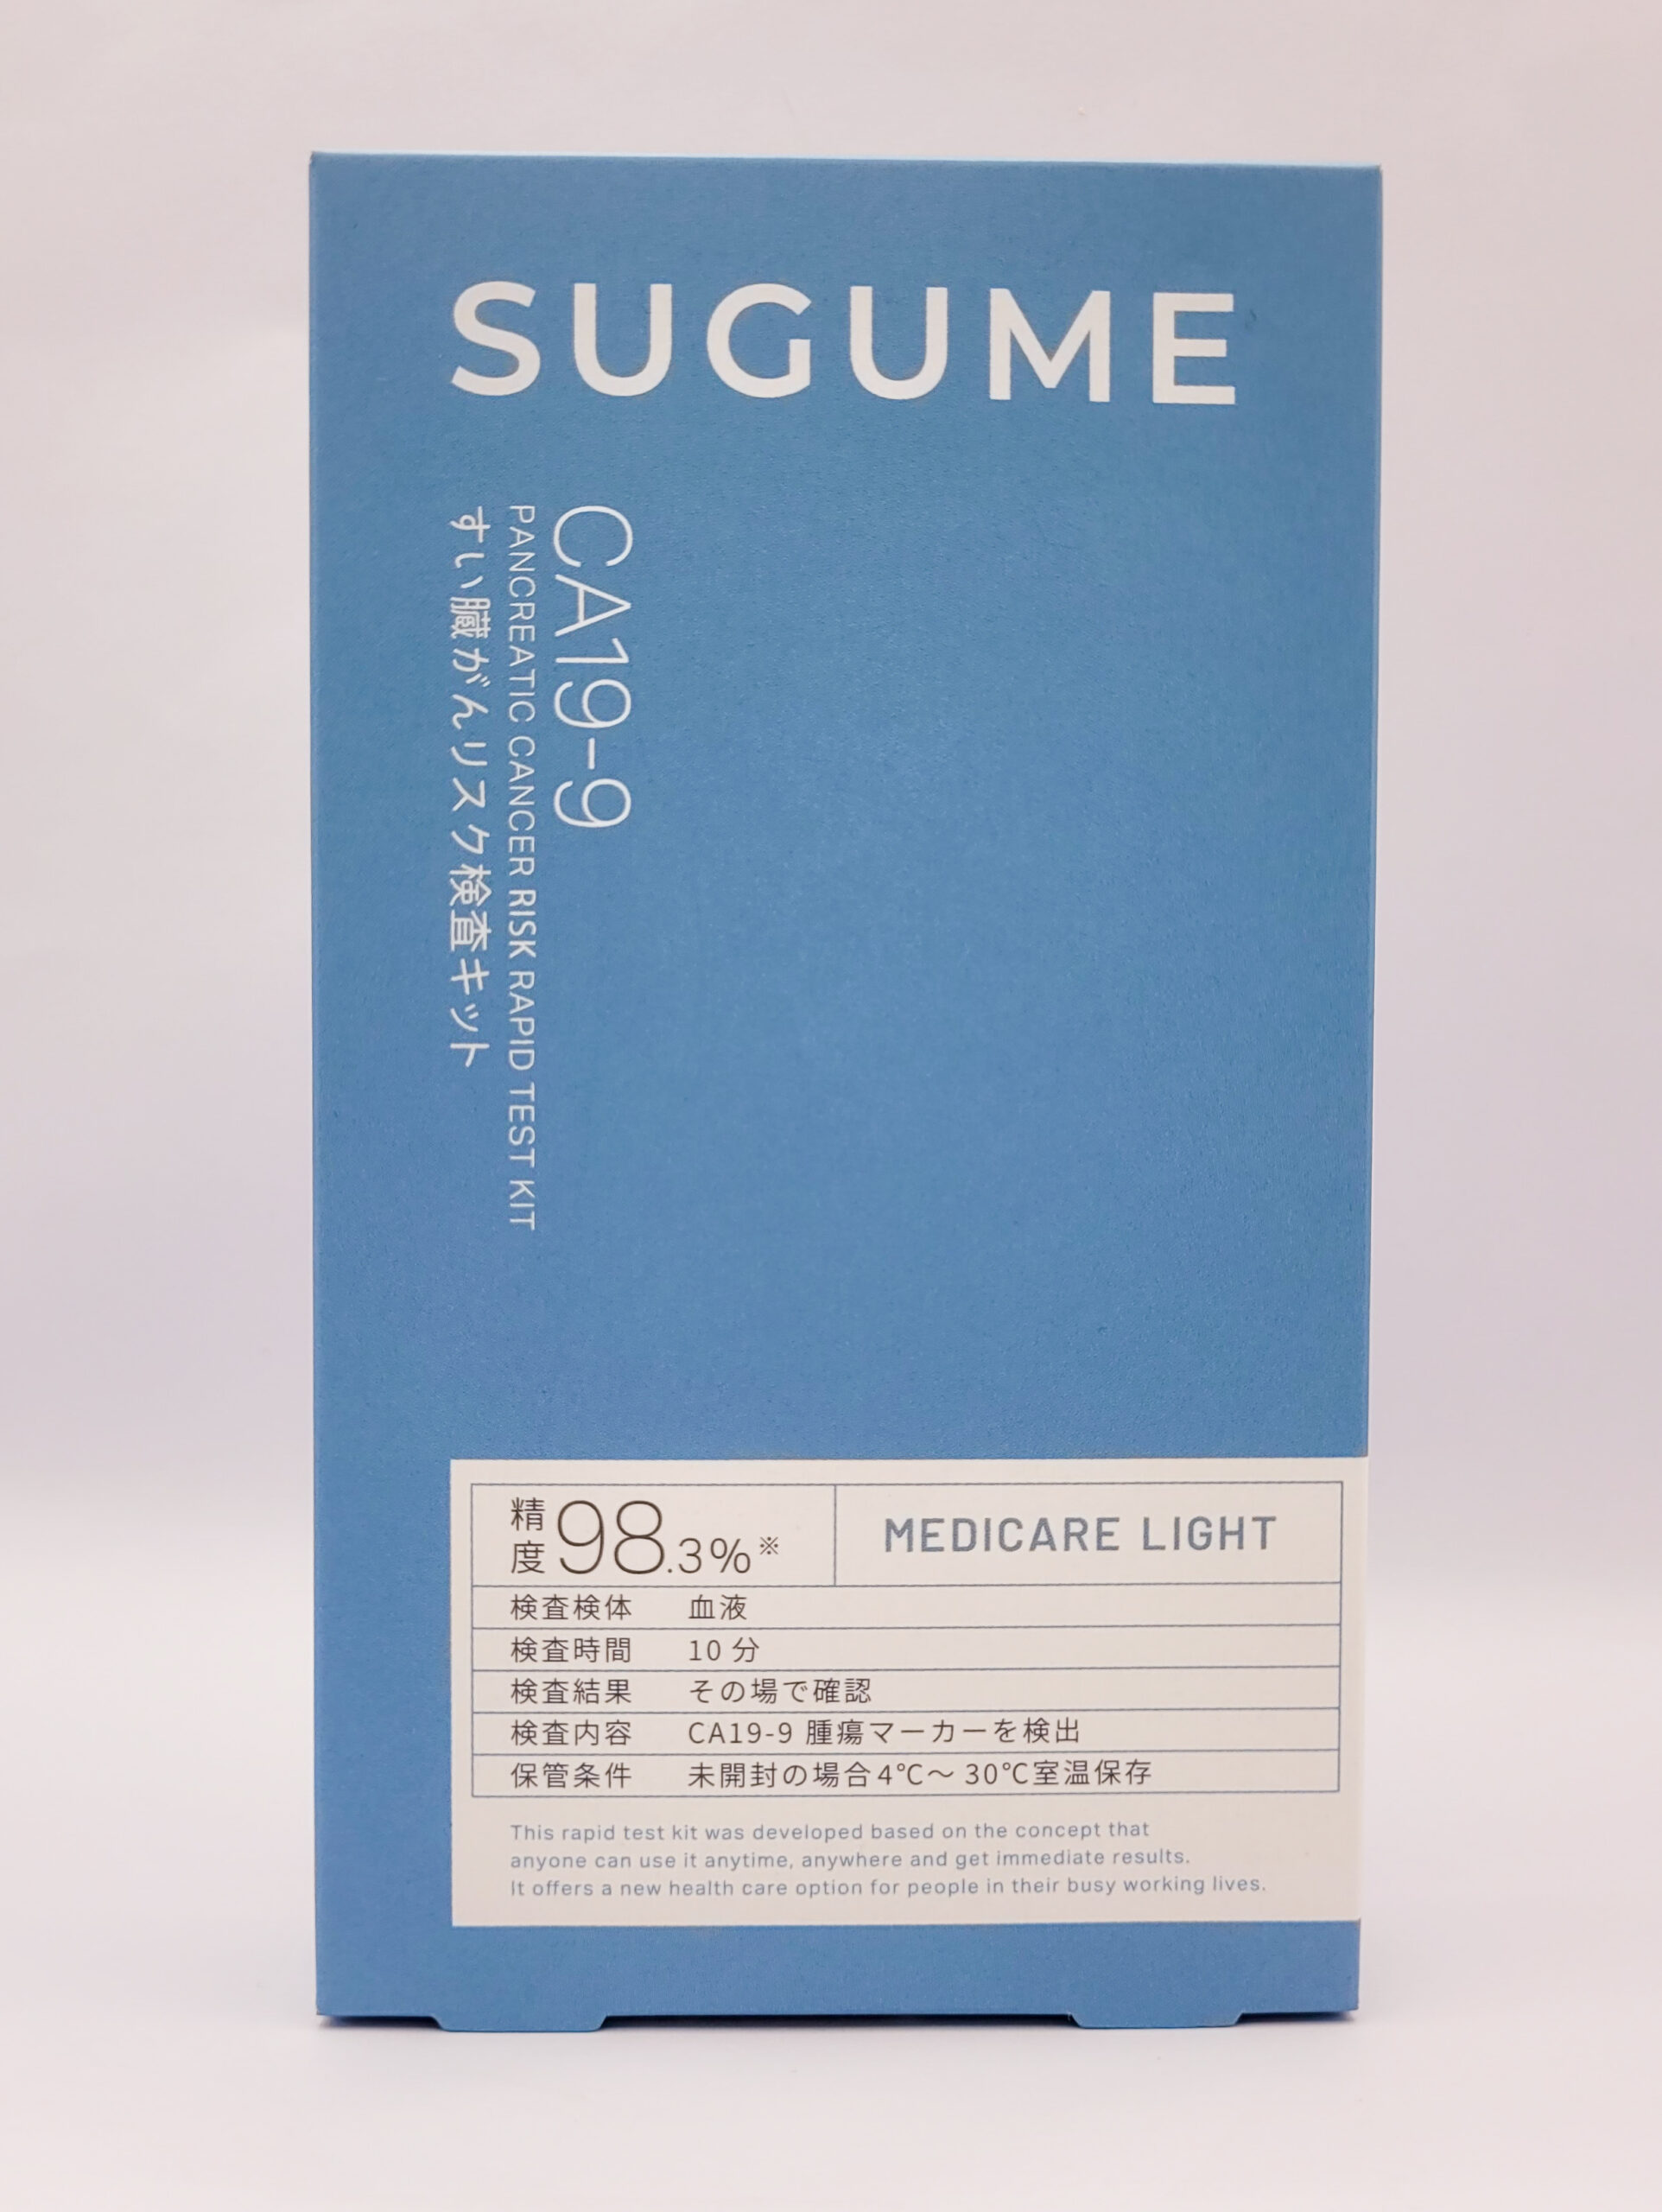 SUGUME
CA19-9
PANCREATIC CANCER RISK RAPID TEST KIT
すい臓がんリスク検査キット
精度 98.3%※
MEDICARE LIGHT
検査検体 血液
検査時間 10 分
検査結果 その場で確認
検査内容 CA19-9 腫瘍マーカーを検出
保管条件 未開封の場合4℃～ 30℃室温保存
This rapid test kit was developed based on the concept that
anyone can use it anytime, anywhere and get immediate results.
It offers a new health care option for people in their busy working lives.